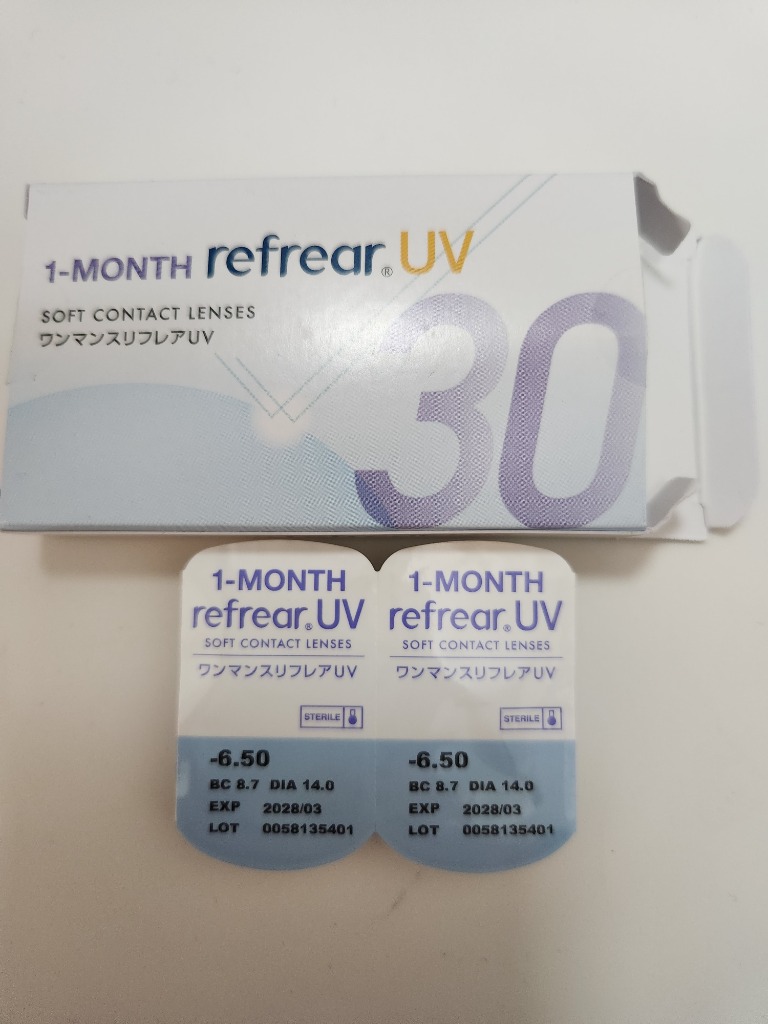 1-MONTH refrear® UV
SOFT CONTACT LENSES
ワンマンスリフレアUV
30
1-MONTH
refrear®UV
SOFT CONTACT LENSES
ワンマンスリフレアUV
STERILE
-6.50
BC 8.7 DIA 14.0
EXP 2028/03
LOT 0058135401
1-MONTH
refrear®UV
SOFT CONTACT LENSES
ワンマンスリフレアUV
STERILE
-6.50
BC 8.7 DIA 14.0
EXP 2028/03
LOT 0058135401